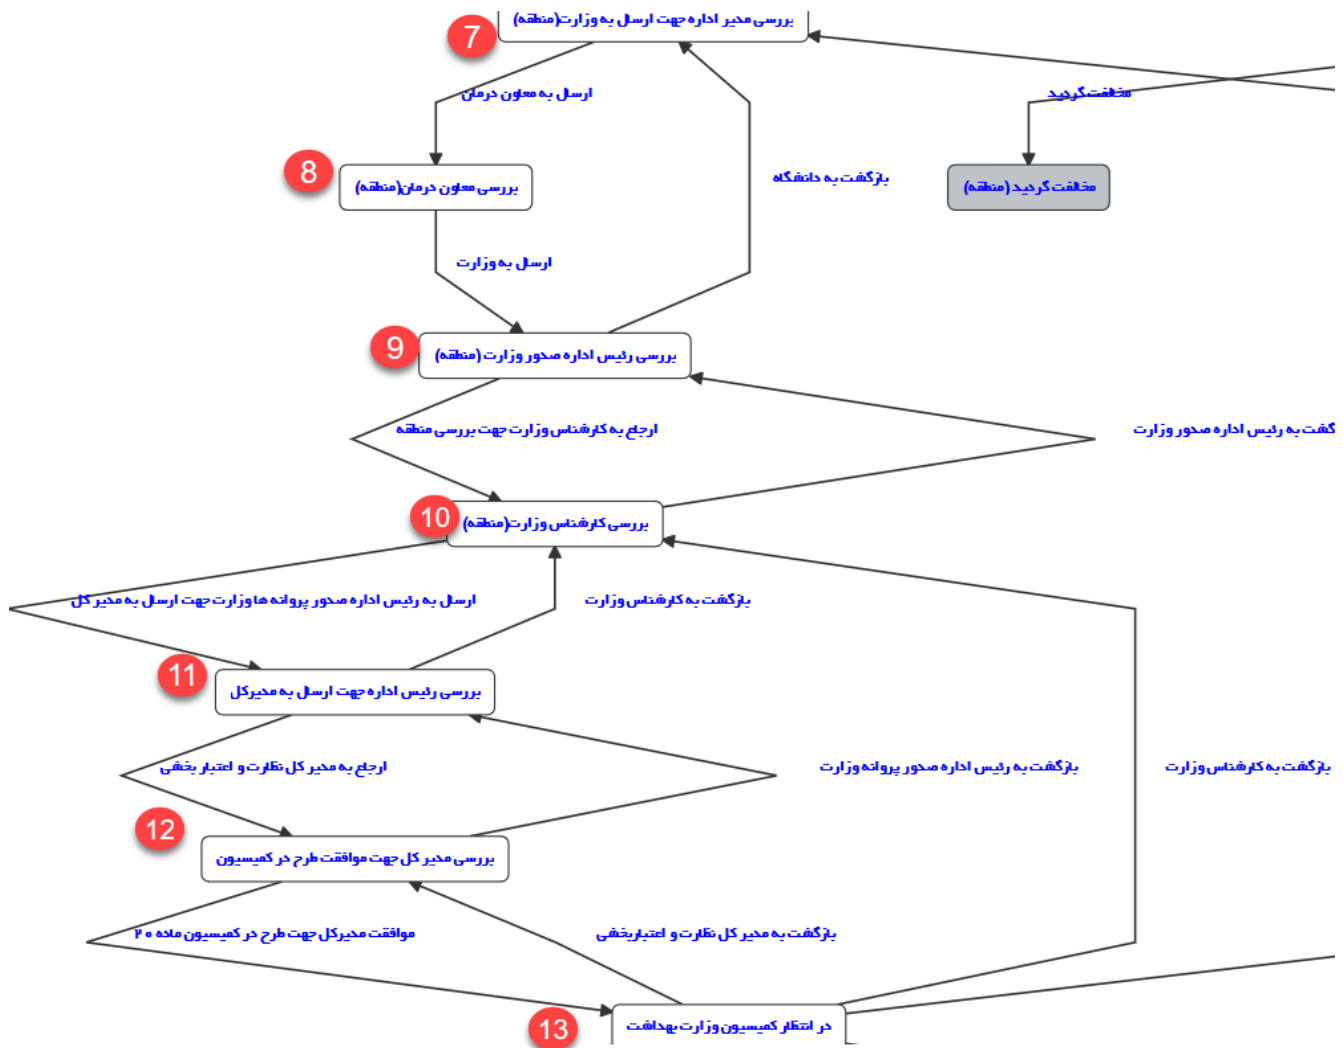 بررسی مدیر اداره جهت ارسال به وزارت(منطقه)
7
ارسال به معاون درمان
مخالفت گردید
8
بررسی معاون درمان(منطقه)
بازگشت به دانشگاه
مخالفت گردید (منطقه)
ارسال به وزارت
9
بررسی رئیس اداره صدور وزارت (منطقه)
ارجاع به کارشناس وزارت جهت بررسی منطقه
گشت به رئیس اداره صدور وزارت
10
بررسی کارشناس وزارت(منطقه)
ارسال به رئیس اداره صدور پروانه ها وزارت جهت ارسال به مدیر کل
بازگشت به کارشناس وزارت
11
بررسی رئیس اداره جهت ارسال به مدیرکل
ارجاع به مدیر کل نظارت و اعتبار بخشی
بازگشت به رئیس اداره صدور پروانه وزارت
بازگشت به کارشناس وزارت
12
بررسی مدیر کل جهت موافقت طرح در کمیسیون
موافقت مدیرکل جهت طرح در کمیسیون ماده ۲۰
بازگشت به مدیر کل نظارت و اعتباربخشی
13
در انتظار کمیسیون وزارت بهداشت